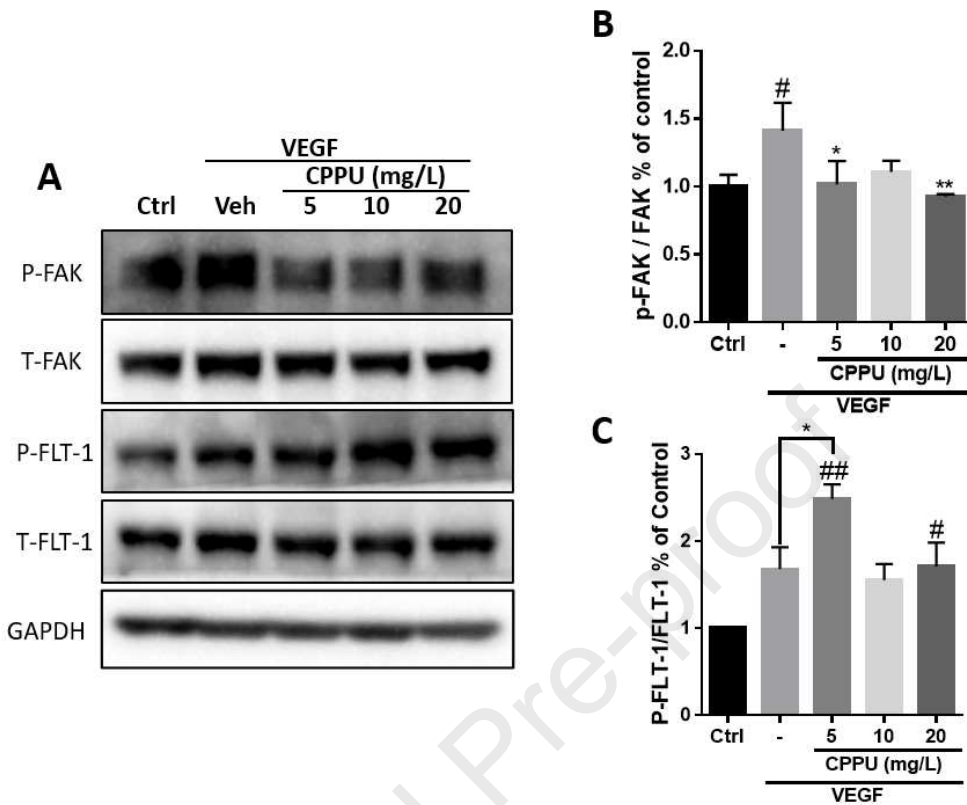 A
VEGF
CPPU (mg/L)
Ctrl Veh 5 10 20
P-FAK
T-FAK
P-FLT-1
T-FLT-1
GAPDH
B
p-FAK / FAK % of control
2.0
1.5
1.0
0.5
0.0
#
*
**
Ctrl - 5 10 20
CPPU (mg/L)
VEGF
C
P-FLT-1/FLT-1 % of Control
3
2
1
0
*
##
#
Ctrl - 5 10 20
CPPU (mg/L)
VEGF
Pre-proof